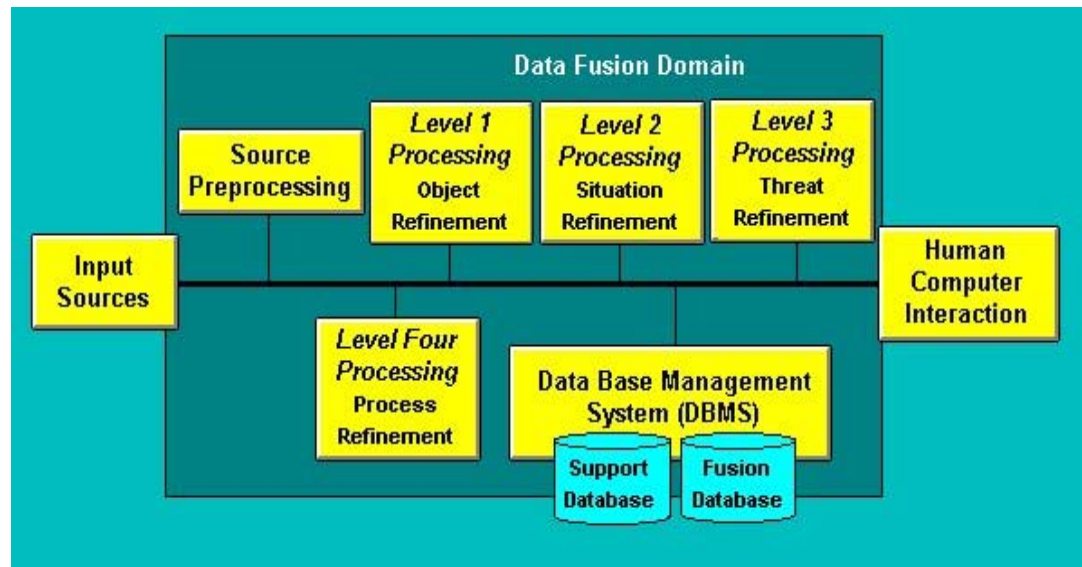 Data Fusion Domain
Source
Preprocessing
Level 1
Processing
Object
Refinement
Level 2
Processing
Situation
Refinement
Level 3
Processing
Threat
Refinement
Input
Sources
Human
Computer
Interaction
Level Four
Processing
Process
Refinement
Data Base Management
System (DBMS)
Support
Database
Fusion
Database